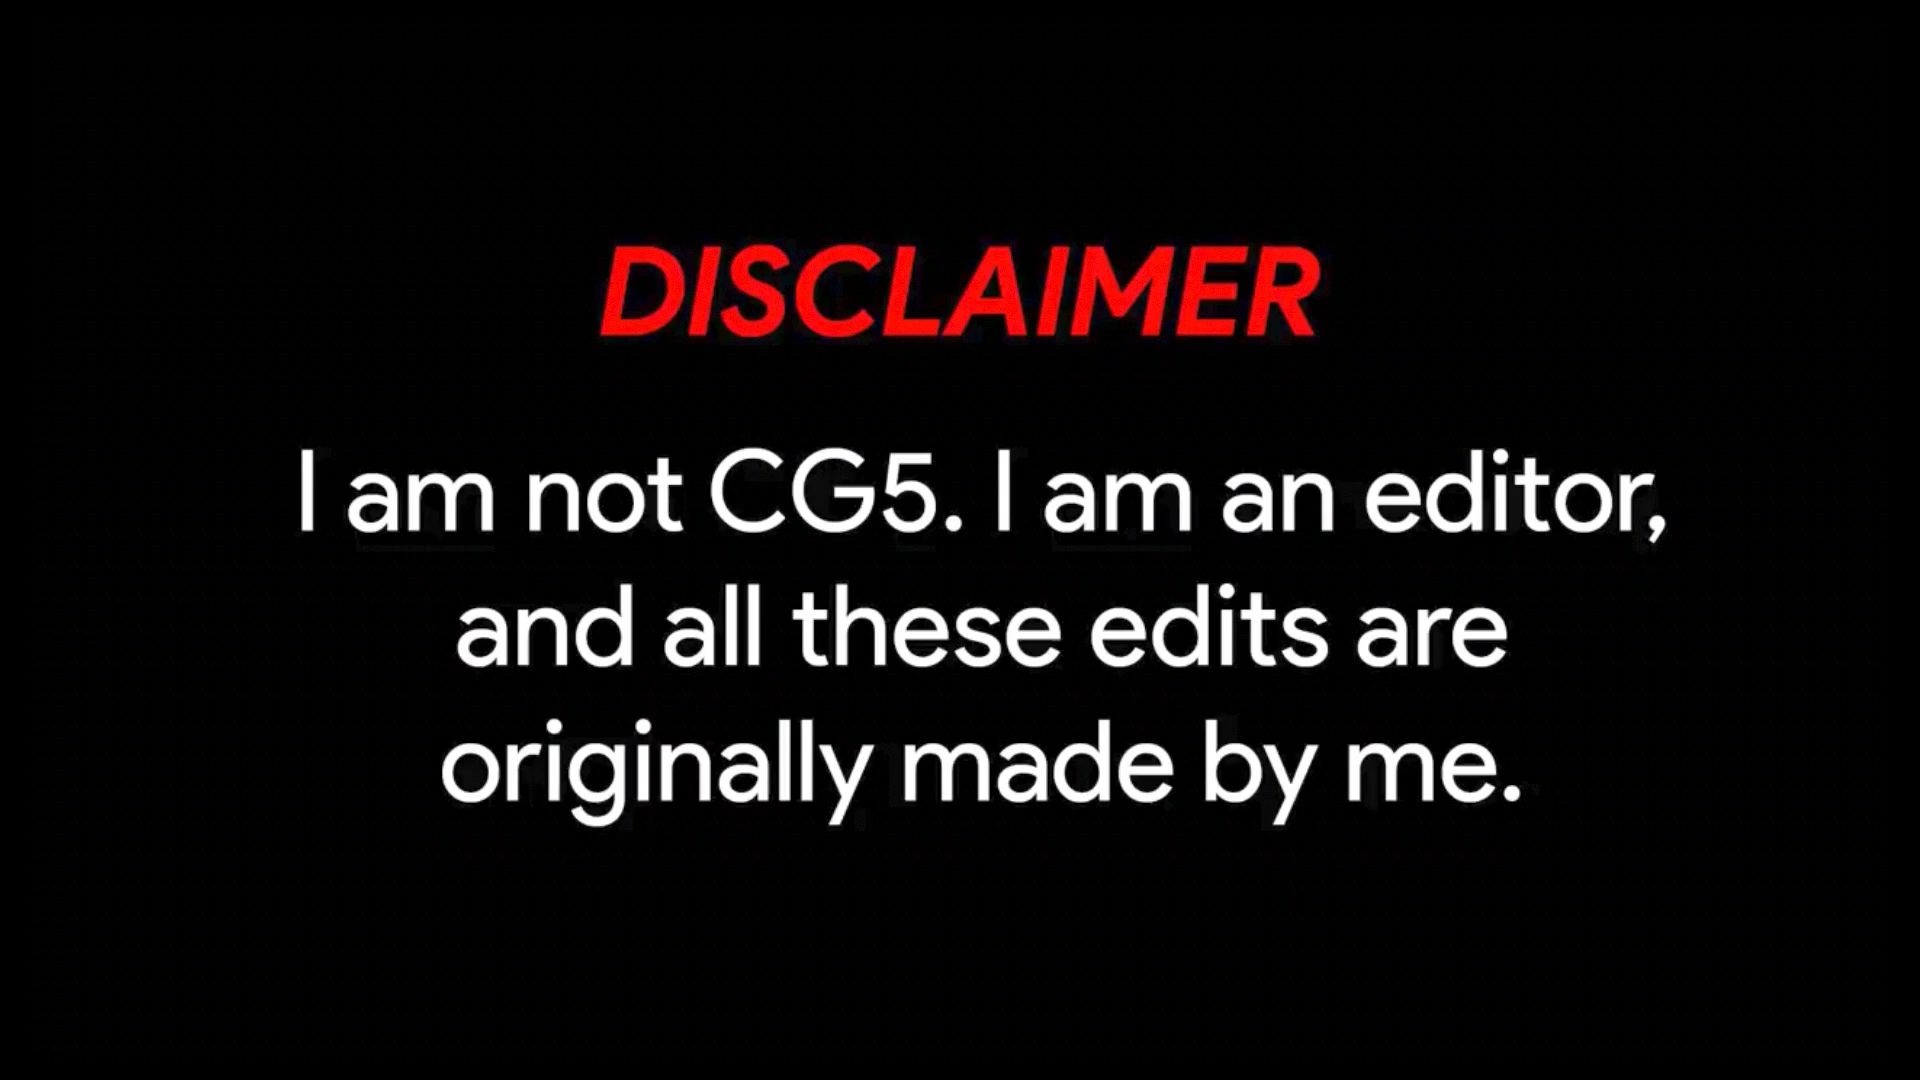 DISCLAIMER
I am not CG5. I am an editor,
and all these edits are
originally made by me.